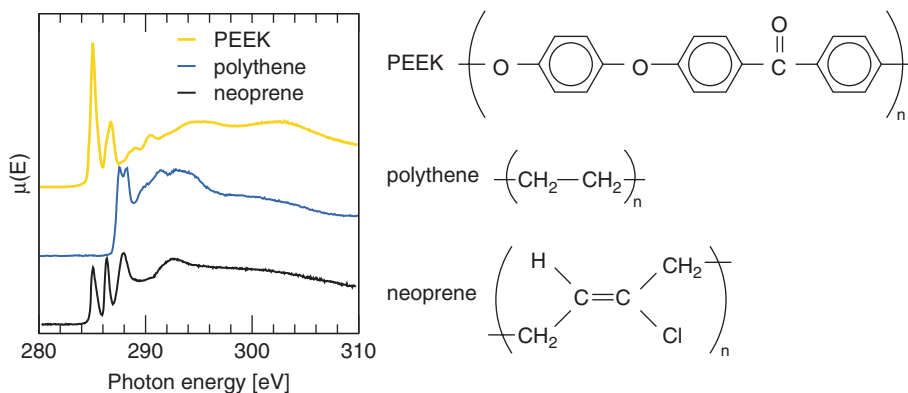 PEEK
polythene
neoprene
μ(E)
280 290 300 310
Photon energy [eV]
PEEK
O
O
O
C
n
polythene
CH₂—CH₂
n
neoprene
H
CH₂
C=C
CH₂
Cl
n